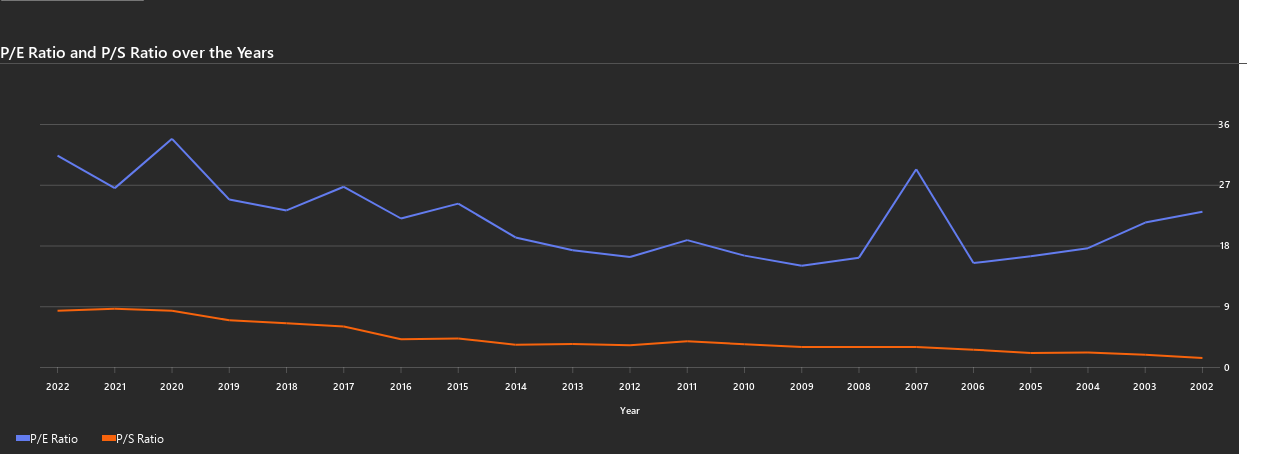 P/E Ratio and P/S Ratio over the Years
36
27
18
9
0
2022 2021 2020 2019 2018 2017 2016 2015 2014 2013 2012 2011 2010 2009 2008 2007 2006 2005 2004 2003 2002
Year
P/E Ratio P/S Ratio